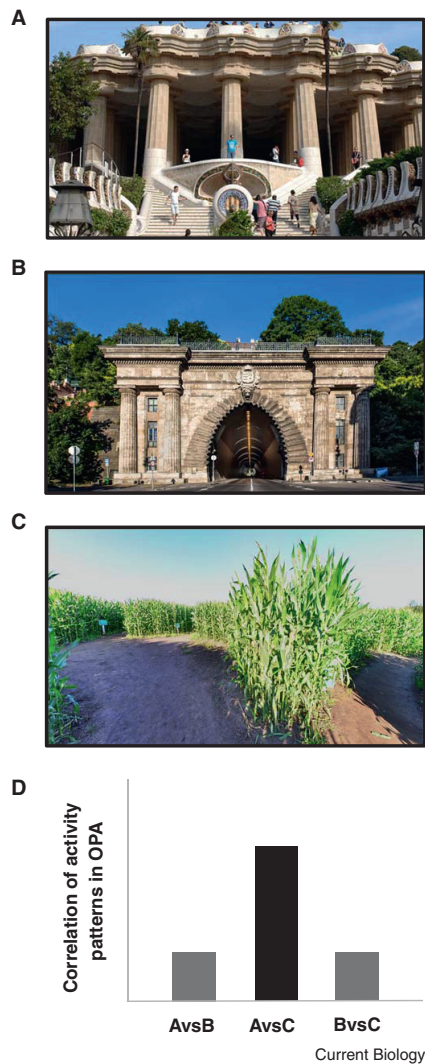 A
B
C
D
Correlation of activity
patterns in OPA
AvsB AvsC BvsC
Current Biology